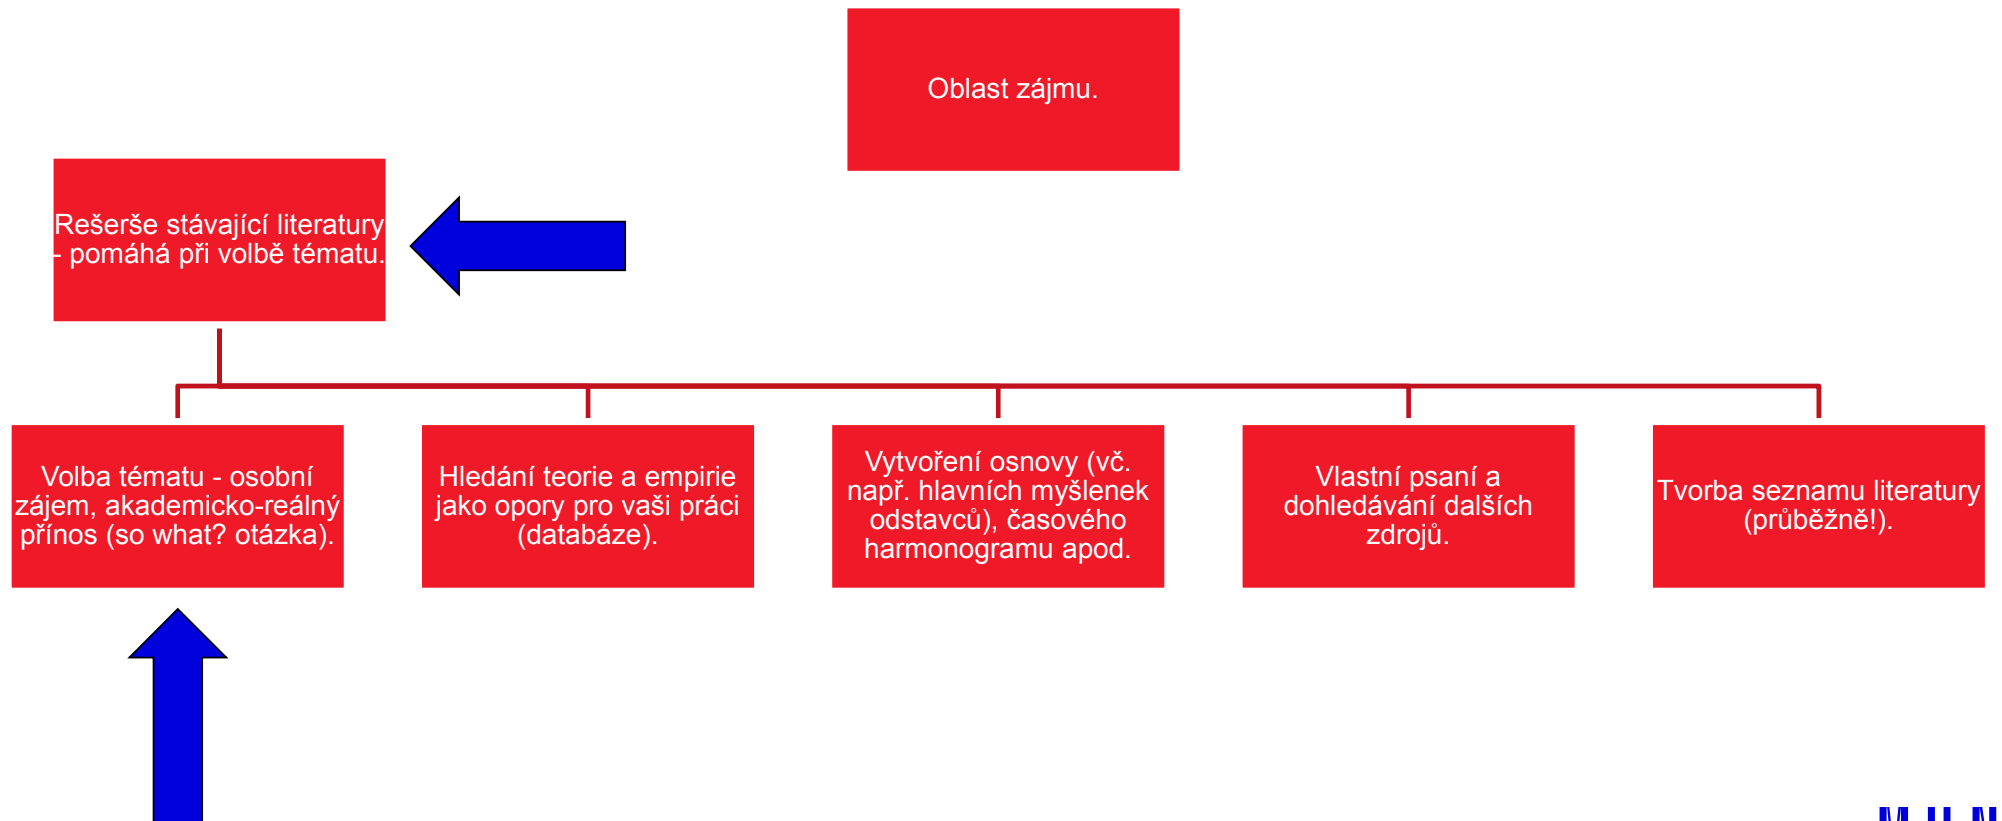 Oblast zájmu.
Rešerše stávající literatury
- pomáhá při volbě tématu.
Volba tématu - osobní
zájem, akademicko-reálný
přínos (so what? otázka).
Hledání teorie a empirie
jako opory pro vaši práci
(databáze).
Vytvoření osnovy (vč.
např. hlavních myšlenek
odstavců), časového
harmonogramu apod.
Vlastní psaní a
dohledávání dalších
zdrojů.
Tvorba seznamu literatury
(průběžně!).